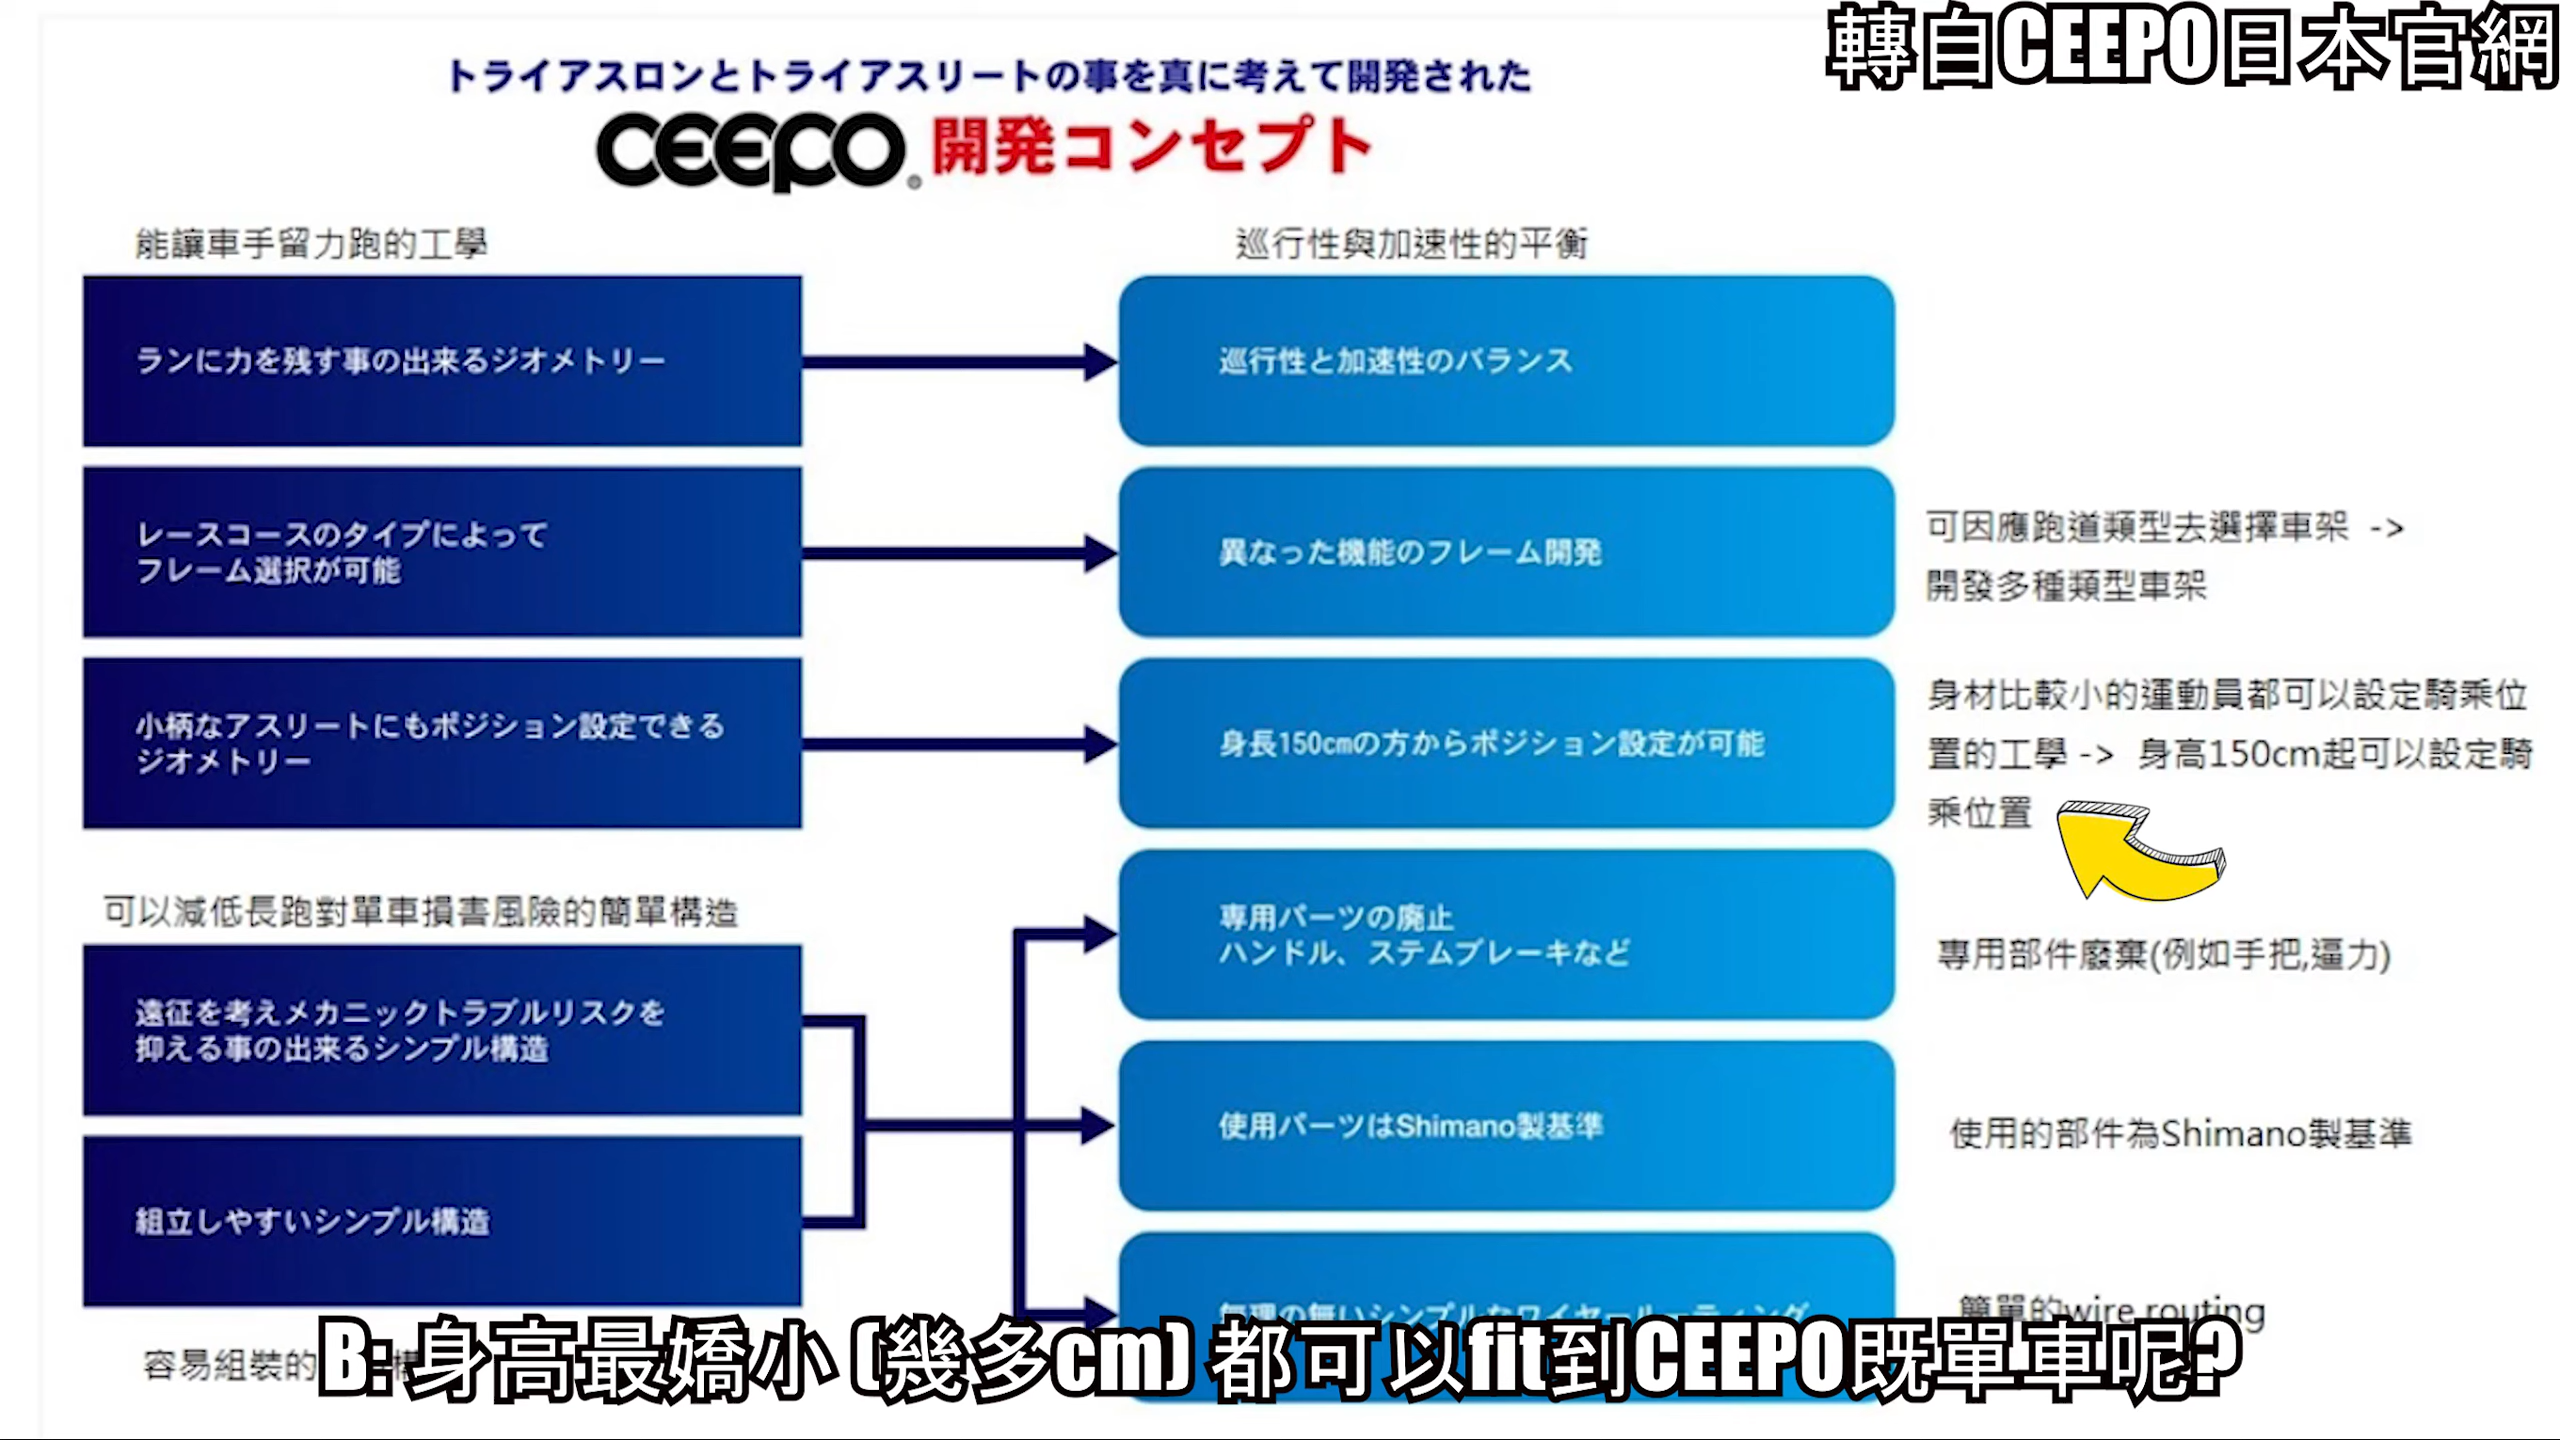 轉自CEEPO日本官網
トライアスロンとトライアスリートの事を真に考えて開発された
CEEPO® 開発コンセプト
能讓車手留力跑的工學
巡行性與加速性的平衡
ランに力を残す事の出来るジオメトリー
巡行性と加速性のバランス
レースコースのタイプによって
フレーム選択が可能
異なった機能のフレーム開発
可因應跑道類型去選擇車架 ->
開發多種類型車架
小柄なアスリートにもポジション設定できる
ジオメトリー
身長150cmの方からポジション設定が可能
身材比較小的運動員都可以設定騎乘位
置的工學 -> 身高150cm起可以設定騎
乘位置
可以減低長跑對單車損害風險的簡單構造
遠征を考えメカニックトラブルリスクを
抑える事の出来るシンプル構造
専用パーツの廃止
ハンドル、ステムブレーキなど
專用部件廢棄(例如手把,逼力)
使用パーツはShimano製基準
使用的部件為Shimano製基準
組立しやすいシンプル構造
無理の無いシンプルなワイヤールーティング
簡單的wire routing
容易組裝的
B: 身高最嬌小 (幾多cm) 都可以fit到CEEPO既單車呢?